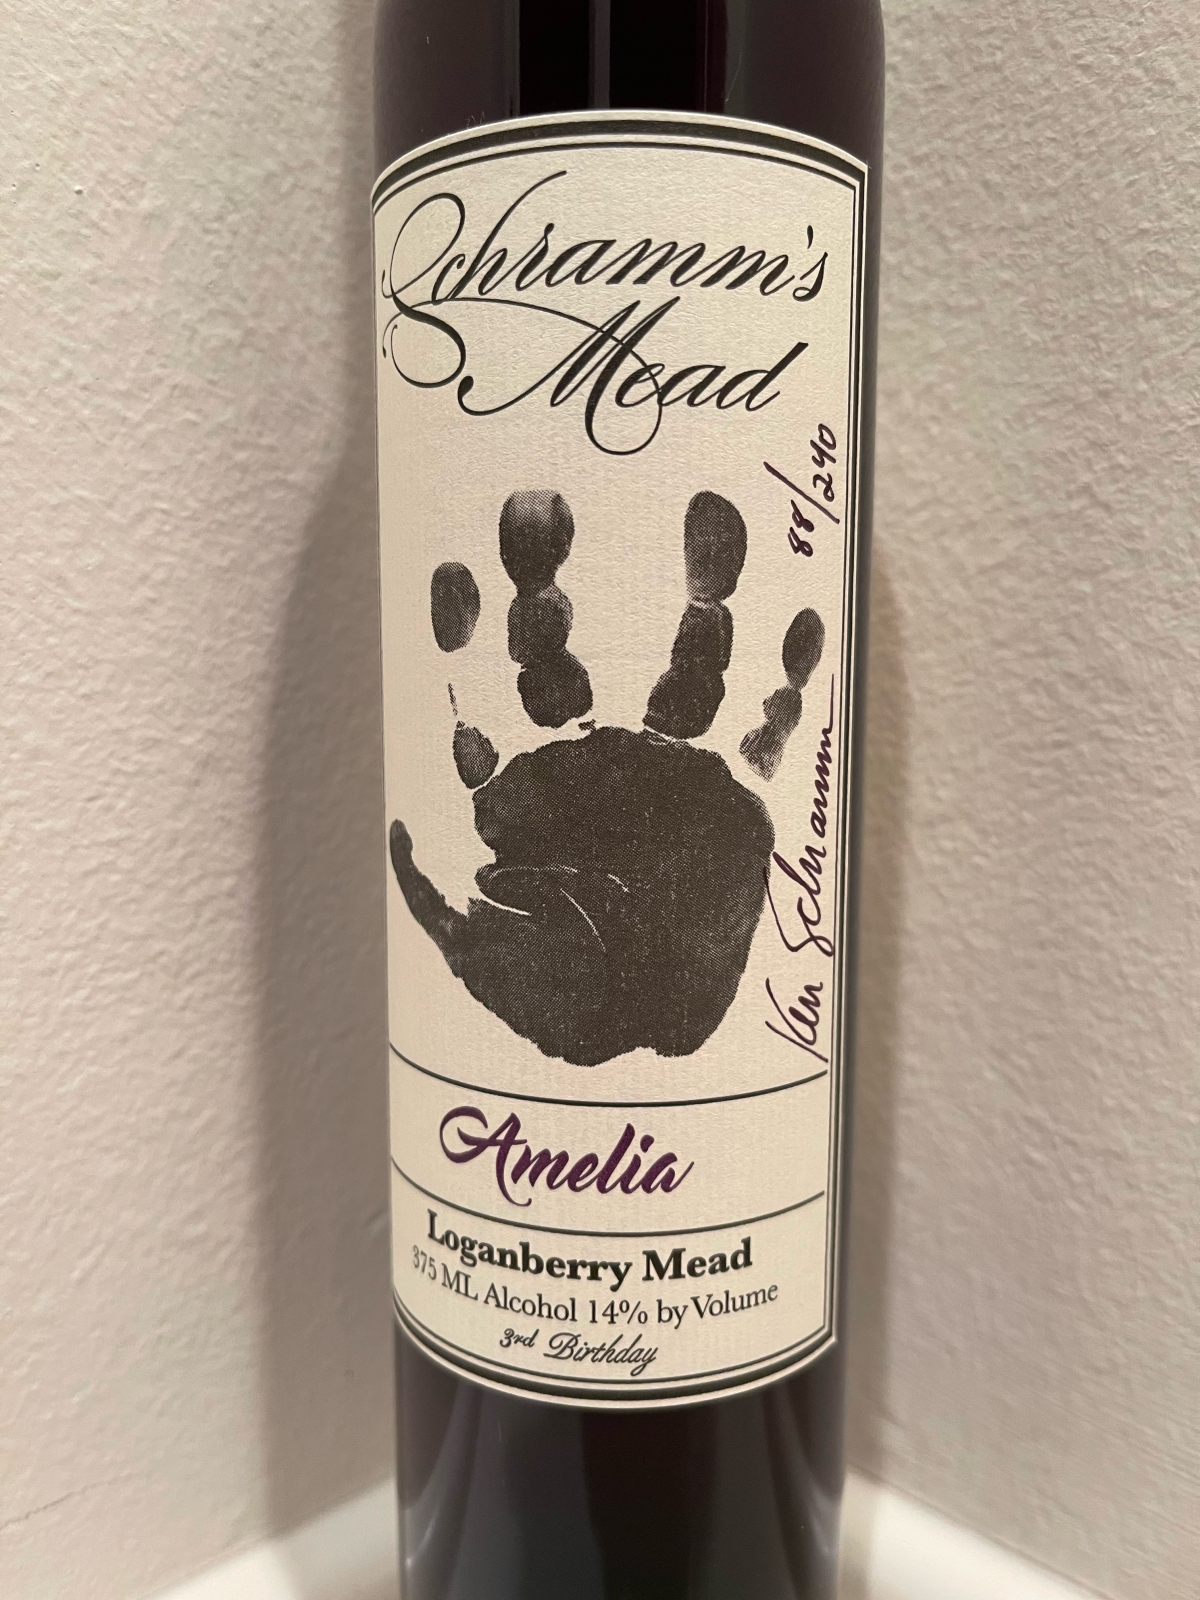 Schramm's
Mead
88/240
Ken Schramm
Amelia
Loganberry Mead
375 ML Alcohol 14% by Volume
3rd Birthday